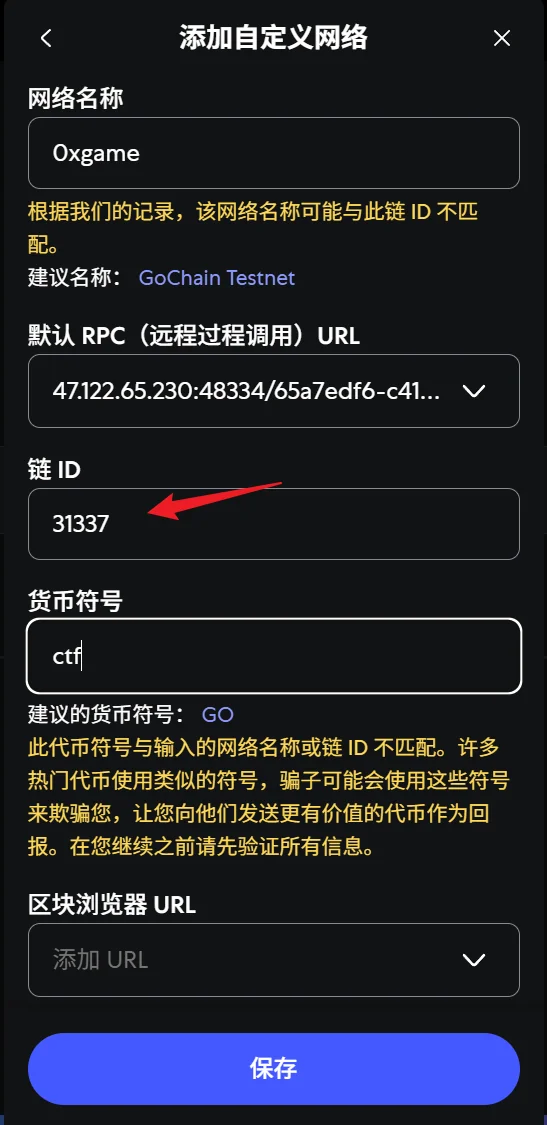 添加自定义网络
网络名称
0xgame
根据我们的记录，该网络名称可能与此链 ID 不匹
配。
建议名称： GoChain Testnet
默认 RPC（远程过程调用）URL
47.122.65.230:48334/65a7edf6-c41...
链 ID
31337
货币符号
ctf
建议的货币符号： GO
此代币符号与输入的网络名称或链 ID 不匹配。许多
热门代币使用类似的符号，骗子可能会使用这些符号
来欺骗您，让您向他们发送更有价值的代币作为回
报。在您继续之前请先验证所有信息。
区块浏览器 URL
添加 URL
保存